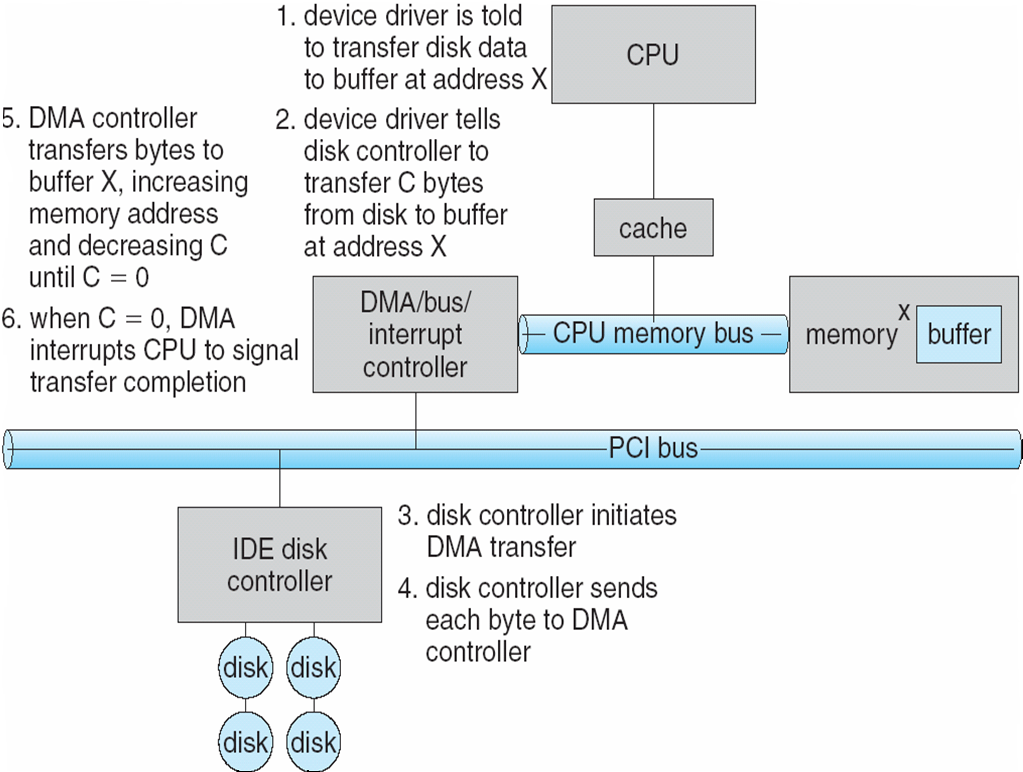 1. device driver is told
to transfer disk data
to buffer at address X
CPU
5. DMA controller
transfers bytes to
buffer X, increasing
memory address
and decreasing C
until C = 0
2. device driver tells
disk controller to
transfer C bytes
from disk to buffer
at address X
cache
6. when C = 0, DMA
interrupts CPU to signal
transfer completion
DMA/bus/
interrupt
controller
CPU memory bus
memory
X
buffer
PCI bus
IDE disk
controller
3. disk controller initiates
DMA transfer
4. disk controller sends
each byte to DMA
controller
disk
disk
disk
disk